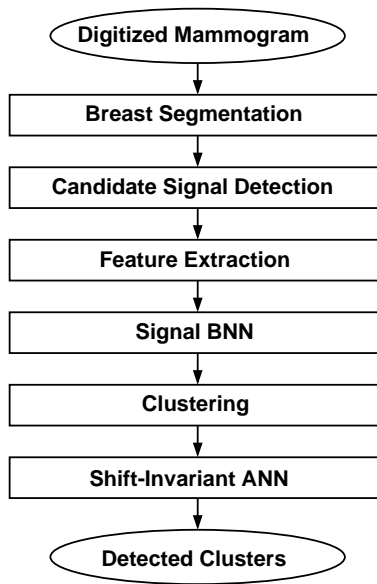 Digitized Mammogram
Breast Segmentation
Candidate Signal Detection
Feature Extraction
Signal BNN
Clustering
Shift-Invariant ANN
Detected Clusters